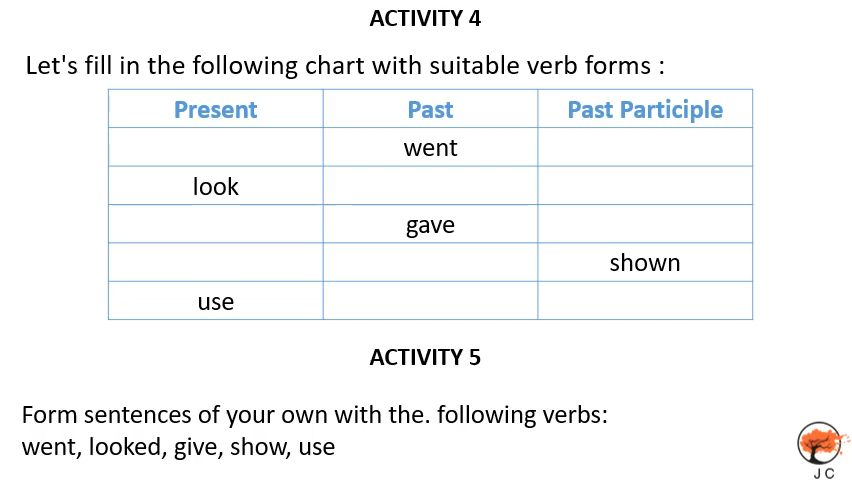 ACTIVITY 4
Let's fill in the following chart with suitable verb forms :
Present Past Past Participle
went
look
gave
shown
use
ACTIVITY 5
Form sentences of your own with the. following verbs:
went, looked, give, show, use
J C